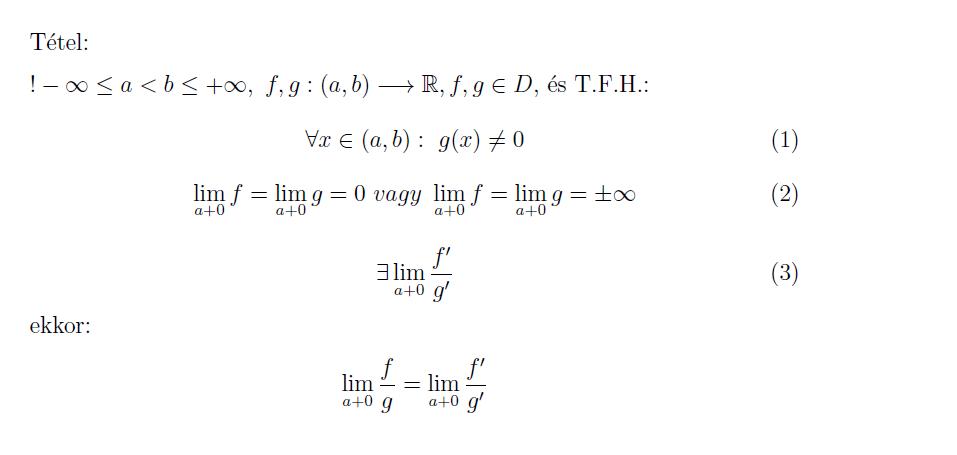 Tétel:
! − ∞ ≤ a < b ≤ +∞, f, g : (a, b) ⟶ ℝ, f, g ∈ D, és T.F.H.:
∀x ∈ (a, b) : g(x) ≠ 0 (1)
lim_{a+0} f = lim_{a+0} g = 0 vagy lim_{a+0} f = lim_{a+0} g = ±∞ (2)
∃ lim_{a+0} f′/g′ (3)
ekkor:
lim_{a+0} f/g = lim_{a+0} f′/g′